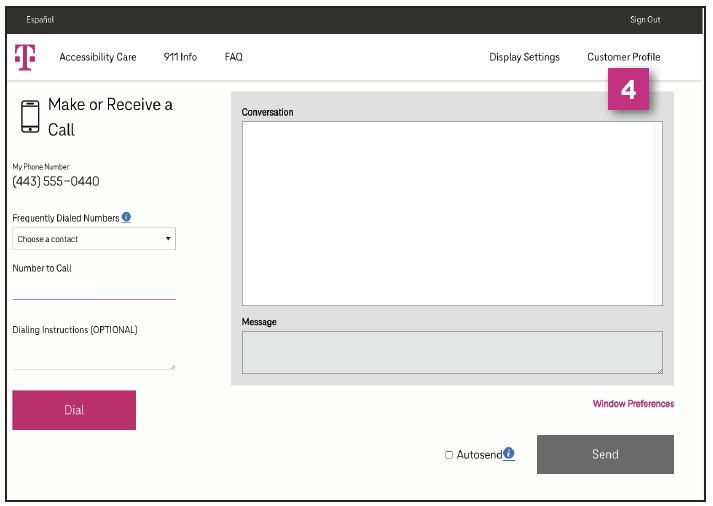 Español
Sign Out
T
Accessibility Care
911 Info
FAQ
Display Settings
Customer Profile
4
Make or Receive a
Call
My Phone Number
(443) 555-0440
Frequently Dialed Numbers i
Choose a contact
Number to Call
Dialing Instructions (OPTIONAL)
Dial
Conversation
Message
Window Preferences
Autosend i
Send